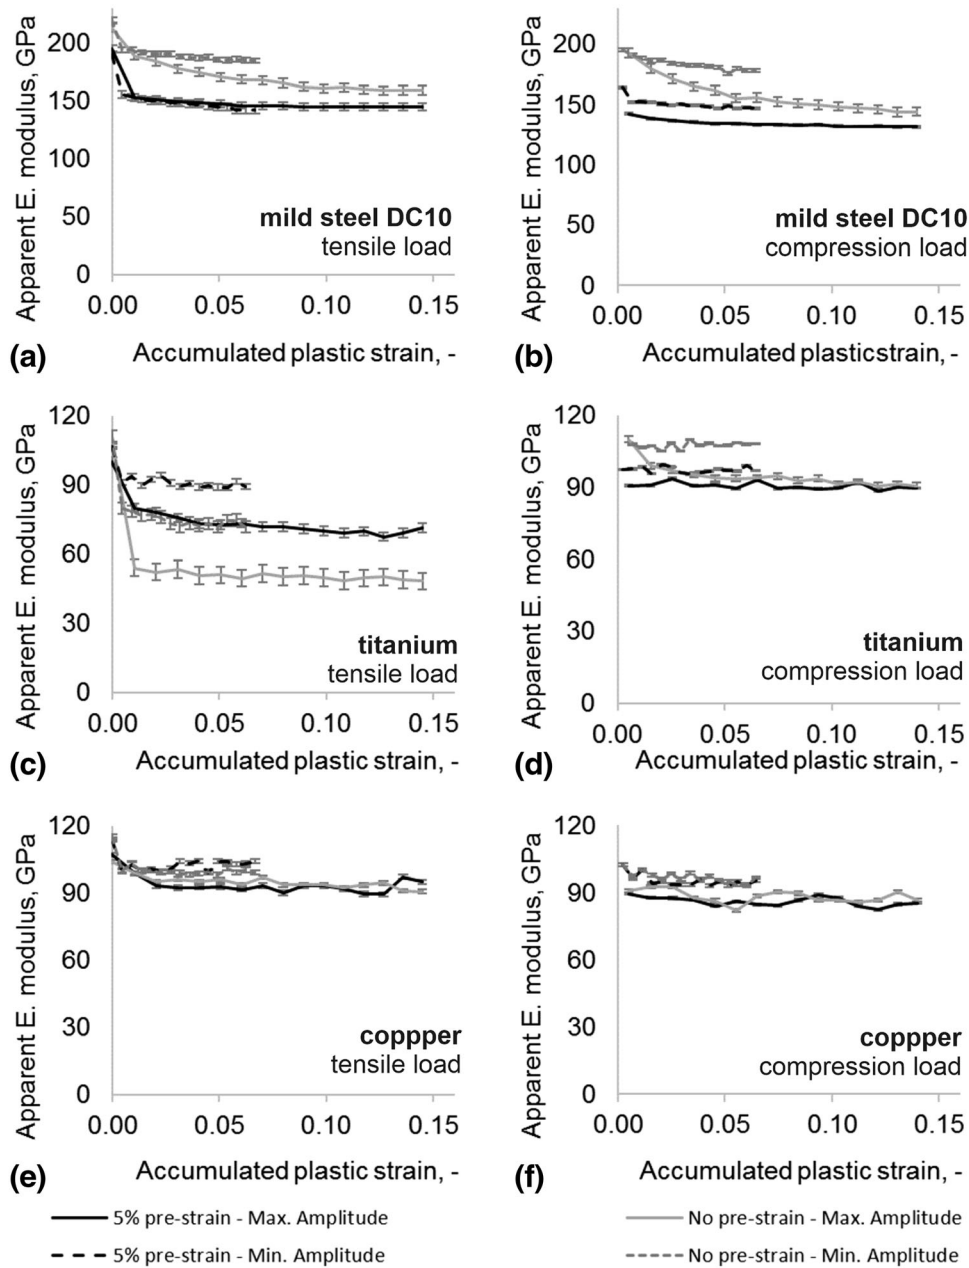 Apparent E. modulus, GPa
200
150
100
50
0
0.00 0.05 0.10 0.15
mild steel DC10
tensile load
(a) Accumulated plastic strain, -
Apparent E. modulus, GPa
200
150
100
50
0
0.00 0.05 0.10 0.15
mild steel DC10
compression load
(b) Accumulated plasticstrain, -
Apparent E. modulus, GPa
120
90
60
30
0
0.00 0.05 0.10 0.15
titanium
tensile load
(c) Accumulated plastic strain, -
Apparent E. modulus, GPa
120
90
60
30
0
0.00 0.05 0.10 0.15
titanium
compression load
(d) Accumulated plastic strain, -
Apparent E. modulus, GPa
120
90
60
30
0
0.00 0.05 0.10 0.15
coppper
tensile load
(e) Accumulated plastic strain, -
Apparent E. modulus, GPa
120
90
60
30
0
0.00 0.05 0.10 0.15
coppper
compression load
(f) Accumulated plastic strain, -
5% pre-strain - Max. Amplitude
No pre-strain - Max. Amplitude
5% pre-strain - Min. Amplitude
No pre-strain - Min. Amplitude